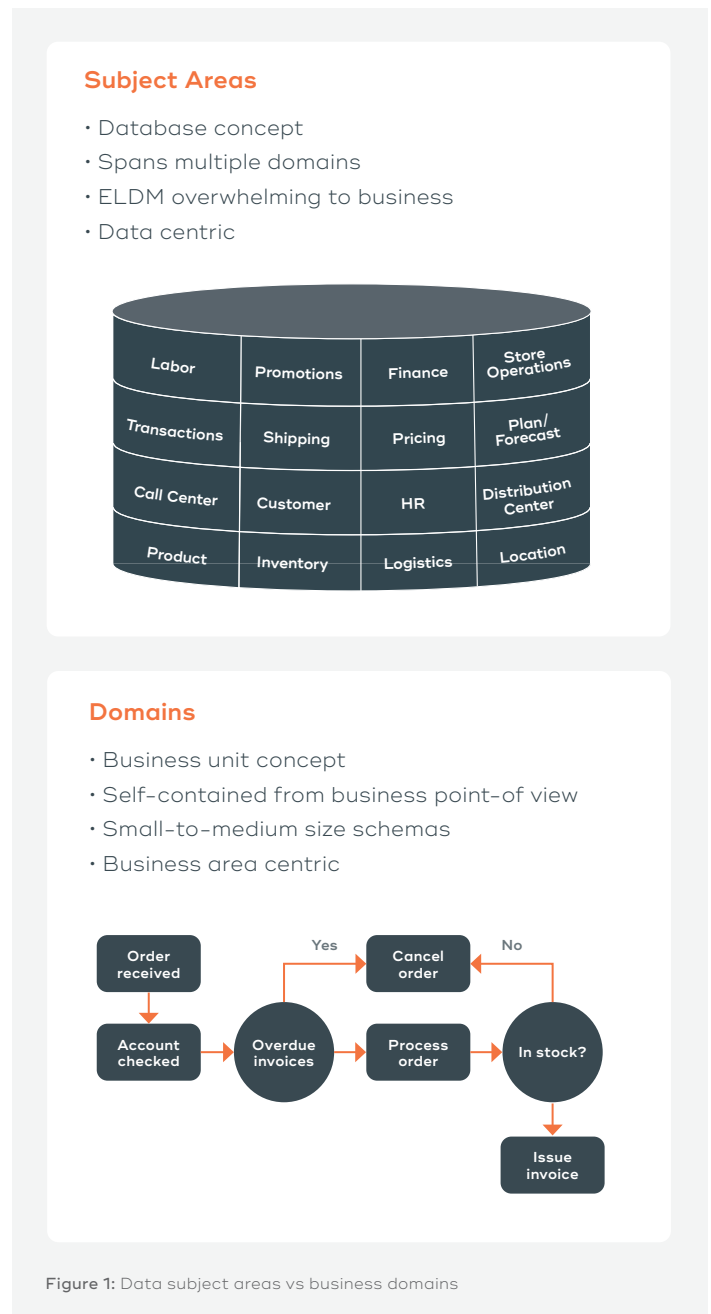 Subject Areas
· Database concept
· Spans multiple domains
· ELDM overwhelming to business
· Data centric
Labor
Promotions
Finance
Store
Operations
Transactions
Shipping
Pricing
Plan/
Forecast
Call Center
Customer
HR
Distribution
Center
Product
Inventory
Logistics
Location
Domains
· Business unit concept
· Self-contained from business point-of view
· Small-to-medium size schemas
· Business area centric
Order
received
Yes
Cancel
order
No
Account
checked
Overdue
invoices
Process
order
In stock?
Issue
invoice
Figure 1: Data subject areas vs business domains